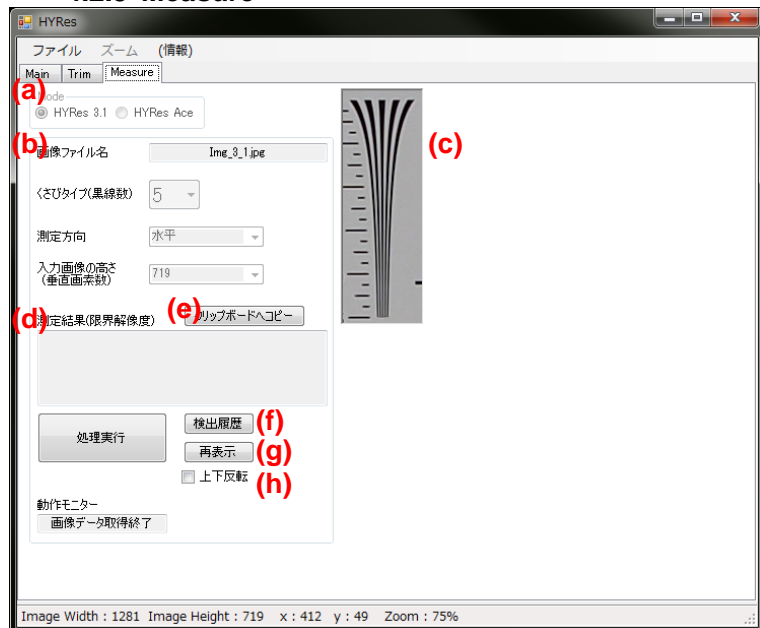 HYRes
ファイル ズーム (情報)
Main Trim Measure
(a)
Mode
HYRes 3.1 HYRes Ace
(b)
画像ファイル名 Img_3_1.jpg
(c)
くさびタイプ(黒線数) 5
測定方向 水平
入力画像の高さ
(垂直画素数) 719
(d)
測定結果(限界解像度)
(e)
クリップボードへコピー
処理実行
検出履歴 (f)
再表示 (g)
上下反転 (h)
動作モニター
画像データ取得終了
Image Width : 1281 Image Height : 719 x : 412 y : 49 Zoom : 75%